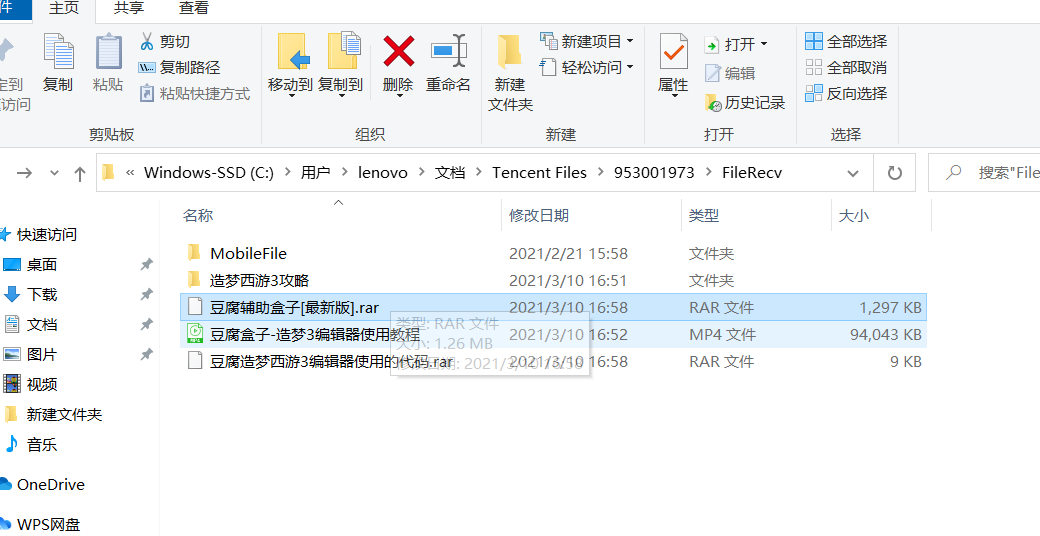 件 主页 共享 查看
剪切
复制路径
粘贴快捷方式
复制
粘贴
定到
访问
剪贴板
移动到 复制到 删除 重命名
组织
新建
文件夹
新建项目
轻松访问
新建
属性
打开
编辑
历史记录
打开
全部选择
全部取消
反向选择
选择
« Windows-SSD (C:) > 用户 > lenovo > 文档 > Tencent Files > 953001973 > FileRecv
搜索"File
名称 修改日期 类型 大小
快速访问
桌面
下载
文档
图片
视频
新建文件夹
音乐
OneDrive
WPS网盘
MobileFile 2021/2/21 15:58 文件夹
造梦西游3攻略 2021/3/10 16:51 文件夹
豆腐辅助盒子[最新版].rar 2021/3/10 16:58 RAR 文件 1,297 KB
豆腐盒子-造梦3编辑器使用教程 2021/3/10 16:52 MP4 文件 94,043 KB
豆腐造梦西游3编辑器使用的代码.rar 2021/3/10 16:58 RAR 文件 9 KB
类型: RAR 文件
大小: 1.26 MB
修改日期: 2021/3/10 16:58